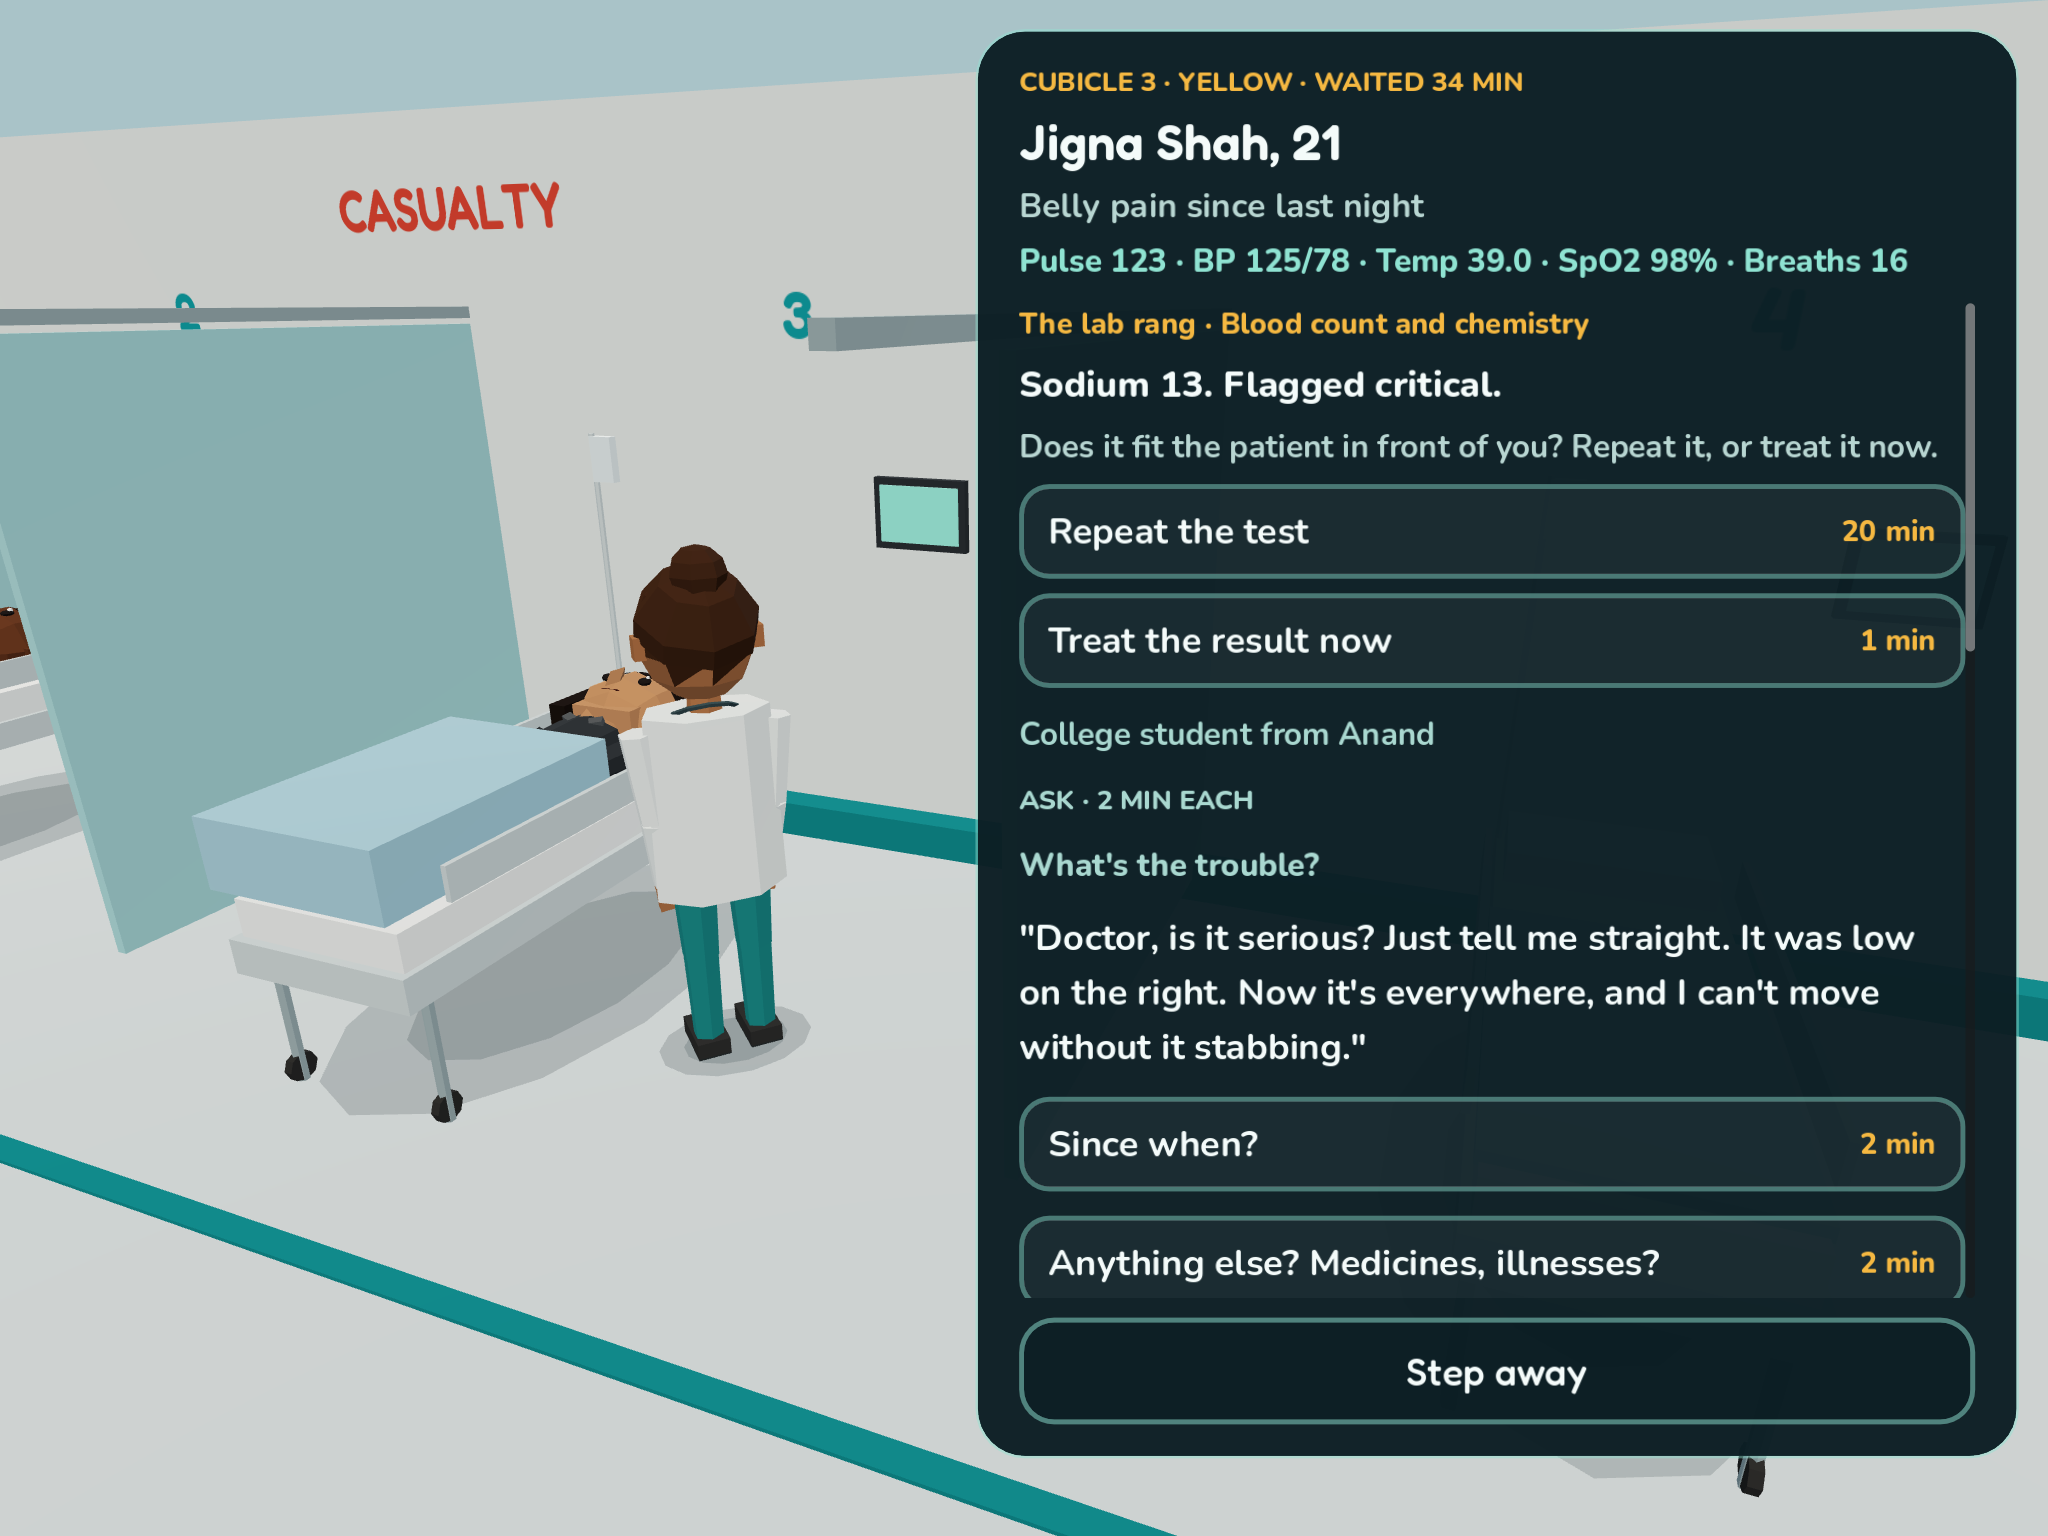 CASUALTY
2
3
4
CUBICLE 3 · YELLOW · WAITED 34 MIN
Jigna Shah, 21
Belly pain since last night
Pulse 123 · BP 125/78 · Temp 39.0 · SpO2 98% · Breaths 16
The lab rang · Blood count and chemistry
Sodium 13. Flagged critical.
Does it fit the patient in front of you? Repeat it, or treat it now.
Repeat the test 20 min
Treat the result now 1 min
College student from Anand
ASK · 2 MIN EACH
What's the trouble?
"Doctor, is it serious? Just tell me straight. It was low
on the right. Now it's everywhere, and I can't move
without it stabbing."
Since when? 2 min
Anything else? Medicines, illnesses? 2 min
Step away